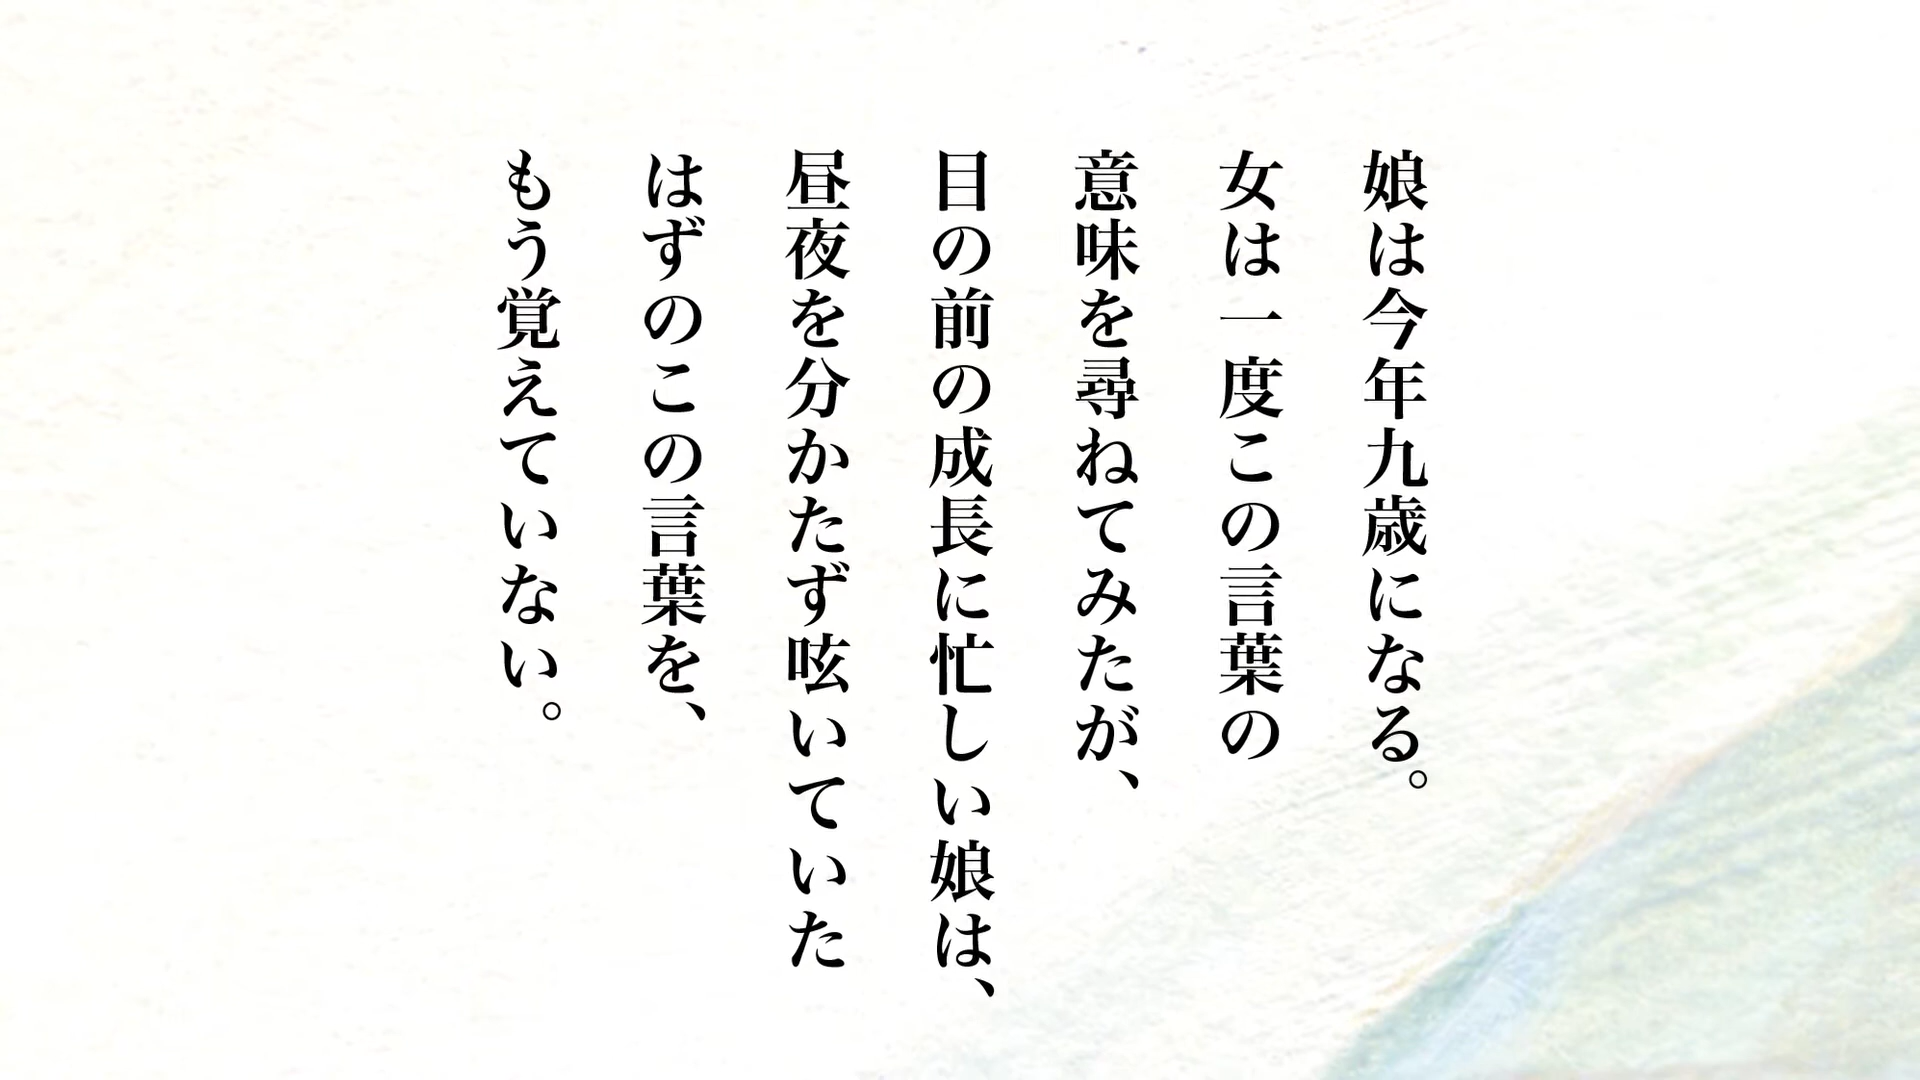 娘は今年九歳になる。
女は一度この言葉の
意味を尋ねてみたが、
目の前の成長に忙しい娘は、
昼夜を分かたず呟いていた
はずのこの言葉を、
もう覚えていない。